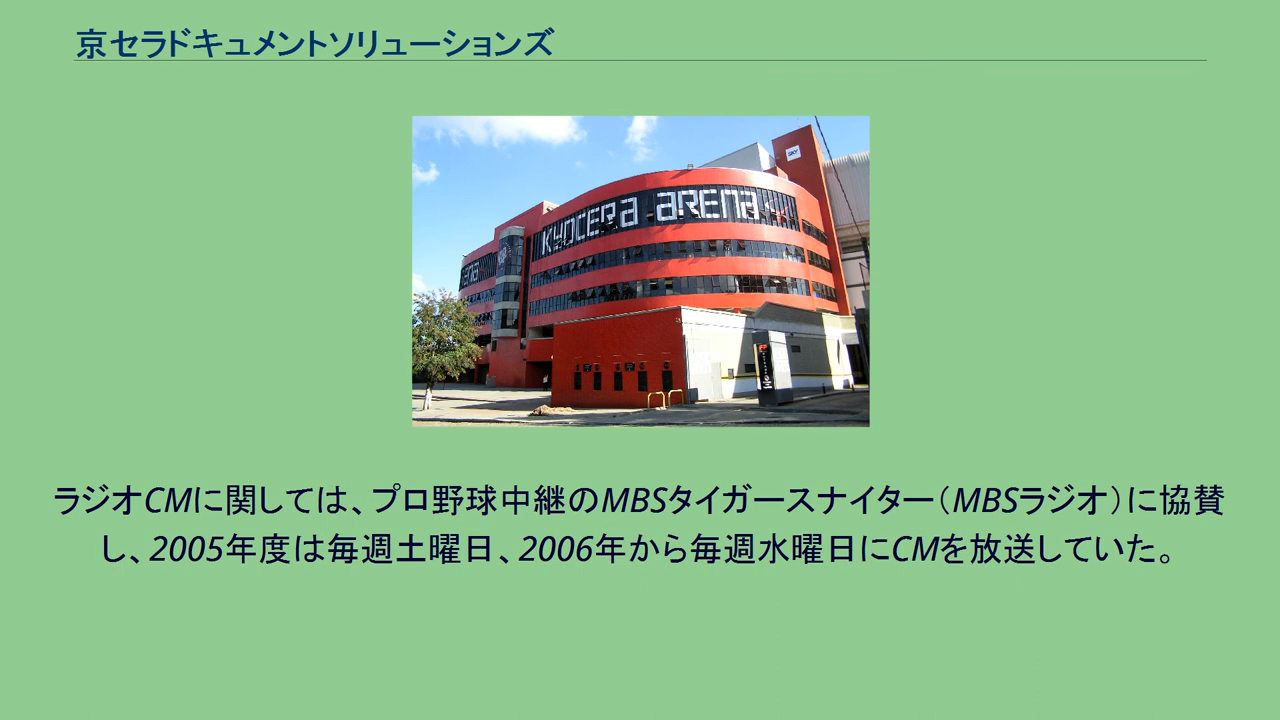 京セラドキュメントソリューションズ
SKY
KYOCERA ARENA
ラジオCMに関しては、プロ野球中継のMBSタイガースナイター（MBSラジオ）に協賛
し、2005年度は毎週土曜日、2006年から毎週水曜日にCMを放送していた。